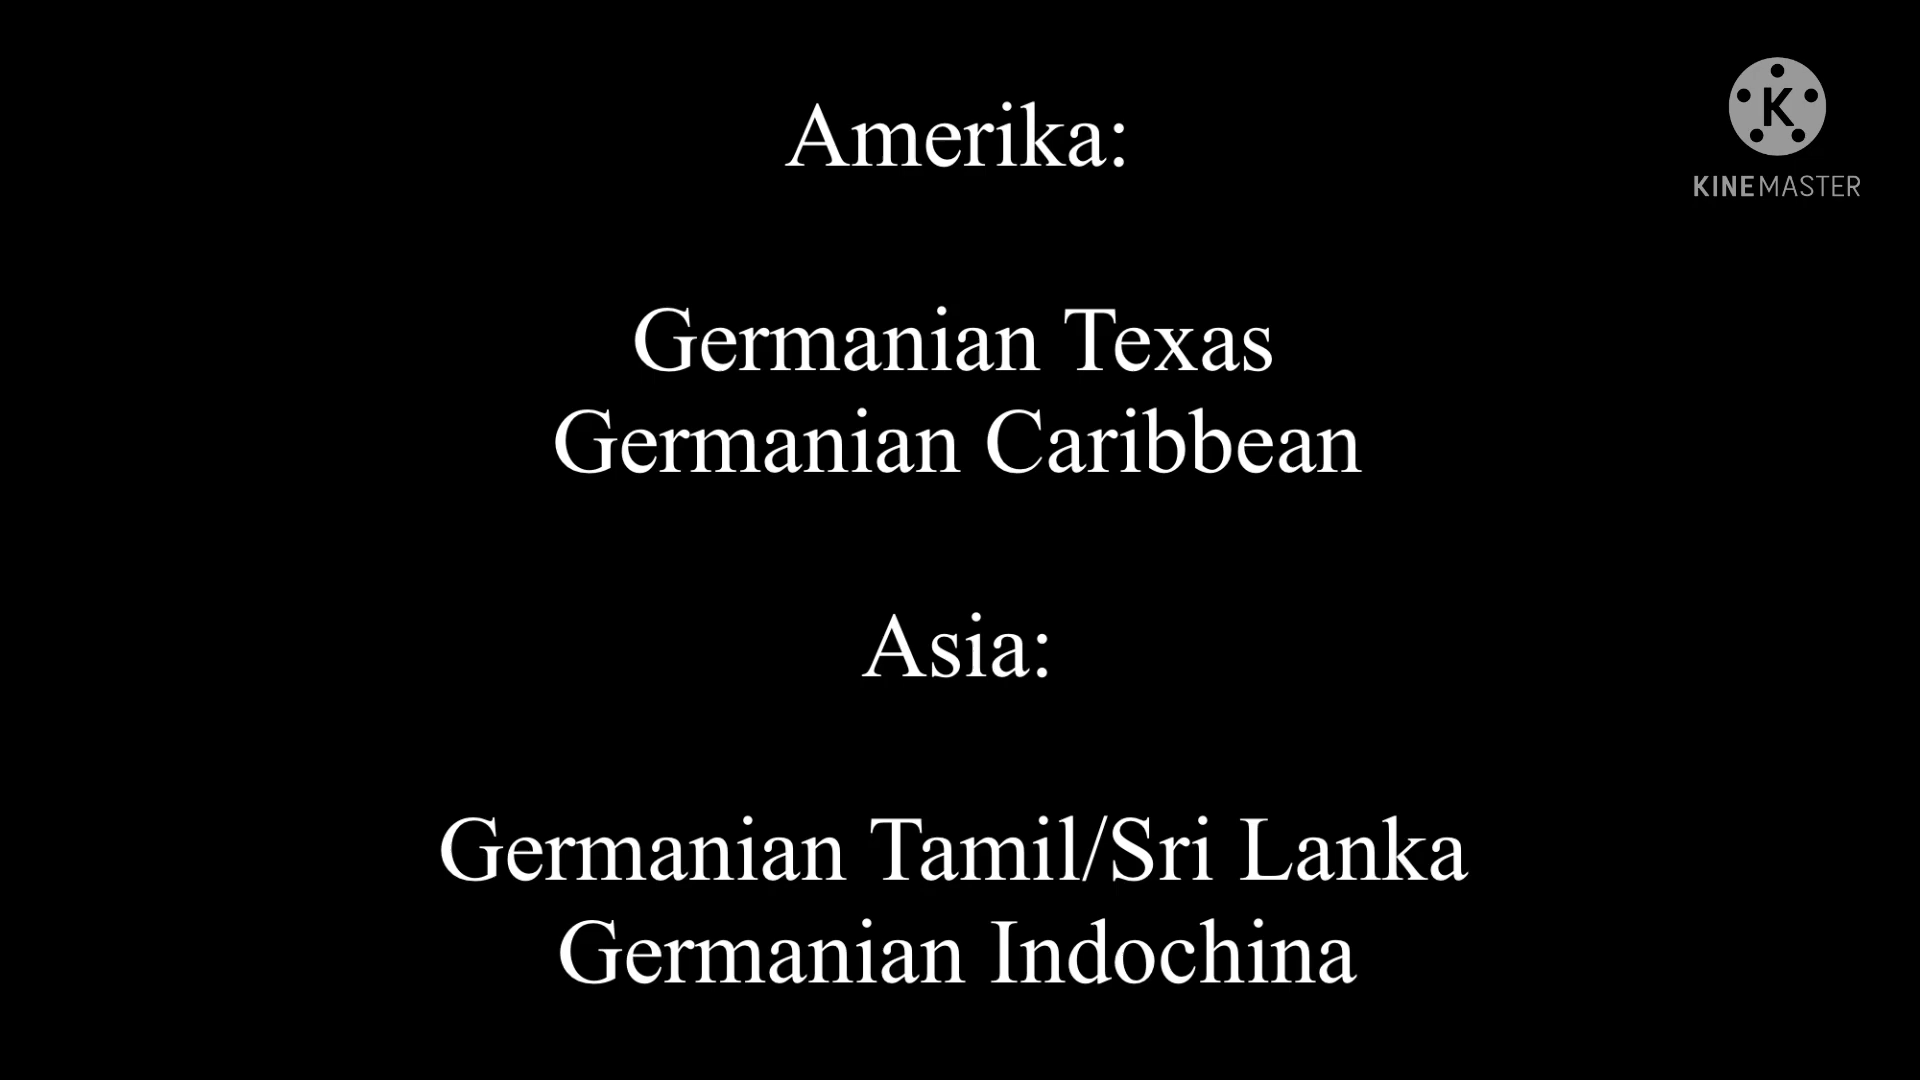 Amerika:
K
KINEMASTER
Germanian Texas
Germanian Caribbean
Asia:
Germanian Tamil/Sri Lanka
Germanian Indochina